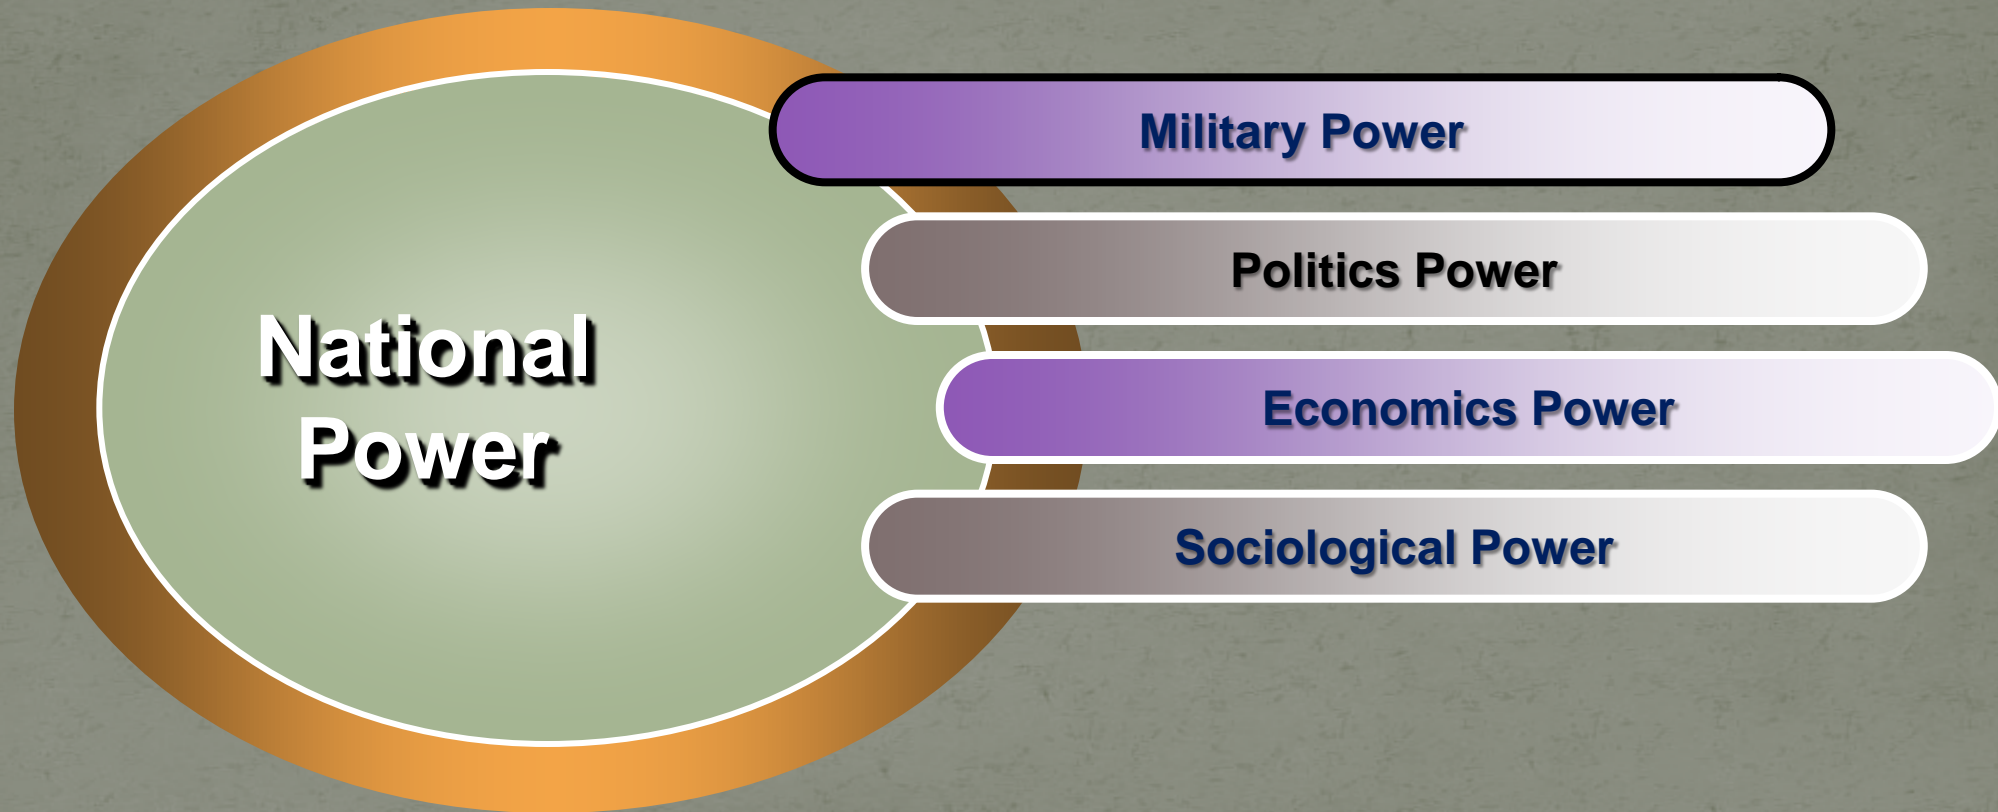 National
Power
Military Power
Politics Power
Economics Power
Sociological Power